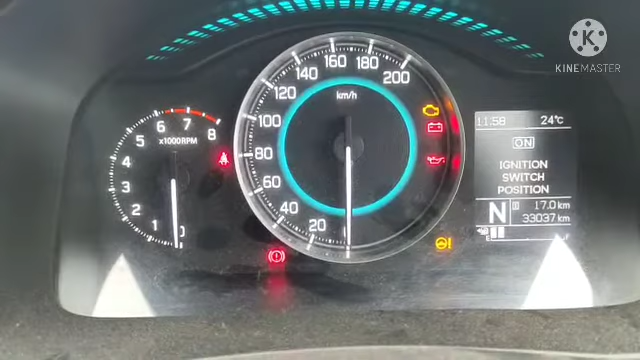 KINEMASTER
140 160 180
120 200
100
80
60
40
20
0
km/h
8
7
6
5
4
3
2
1
0
x1000RPM
11:58 24°C
ON
IGNITION
SWITCH
POSITION
N 17.0 km
33037 km
E